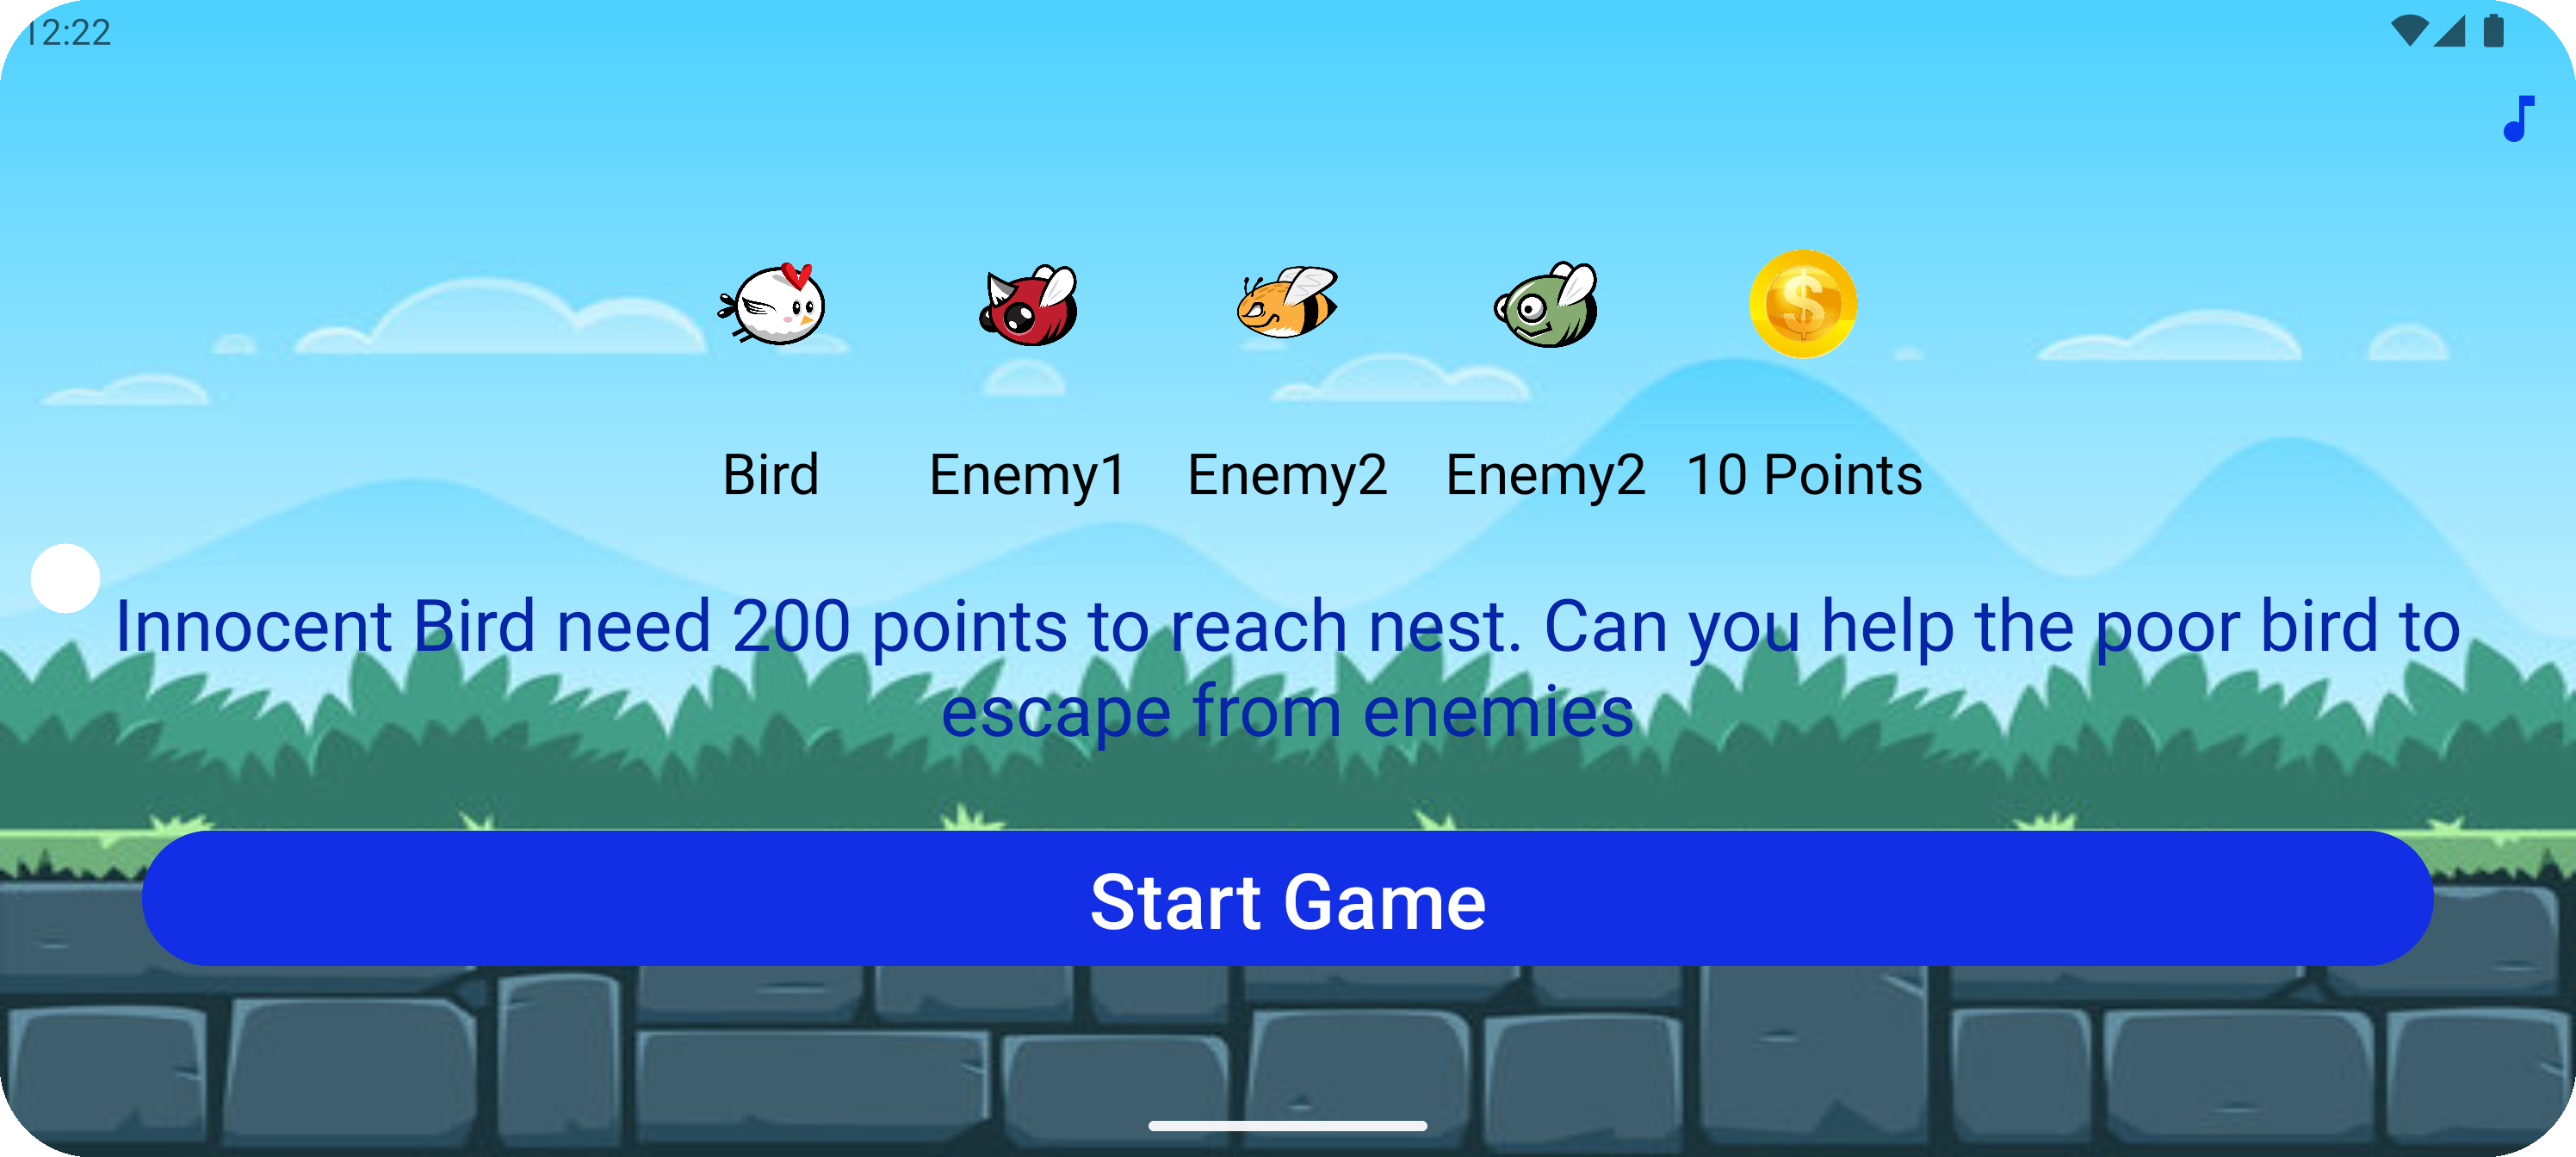 12:22
Bird
Enemy1
Enemy2
Enemy2
10 Points
Innocent Bird need 200 points to reach nest. Can you help the poor bird to
escape from enemies
Start Game